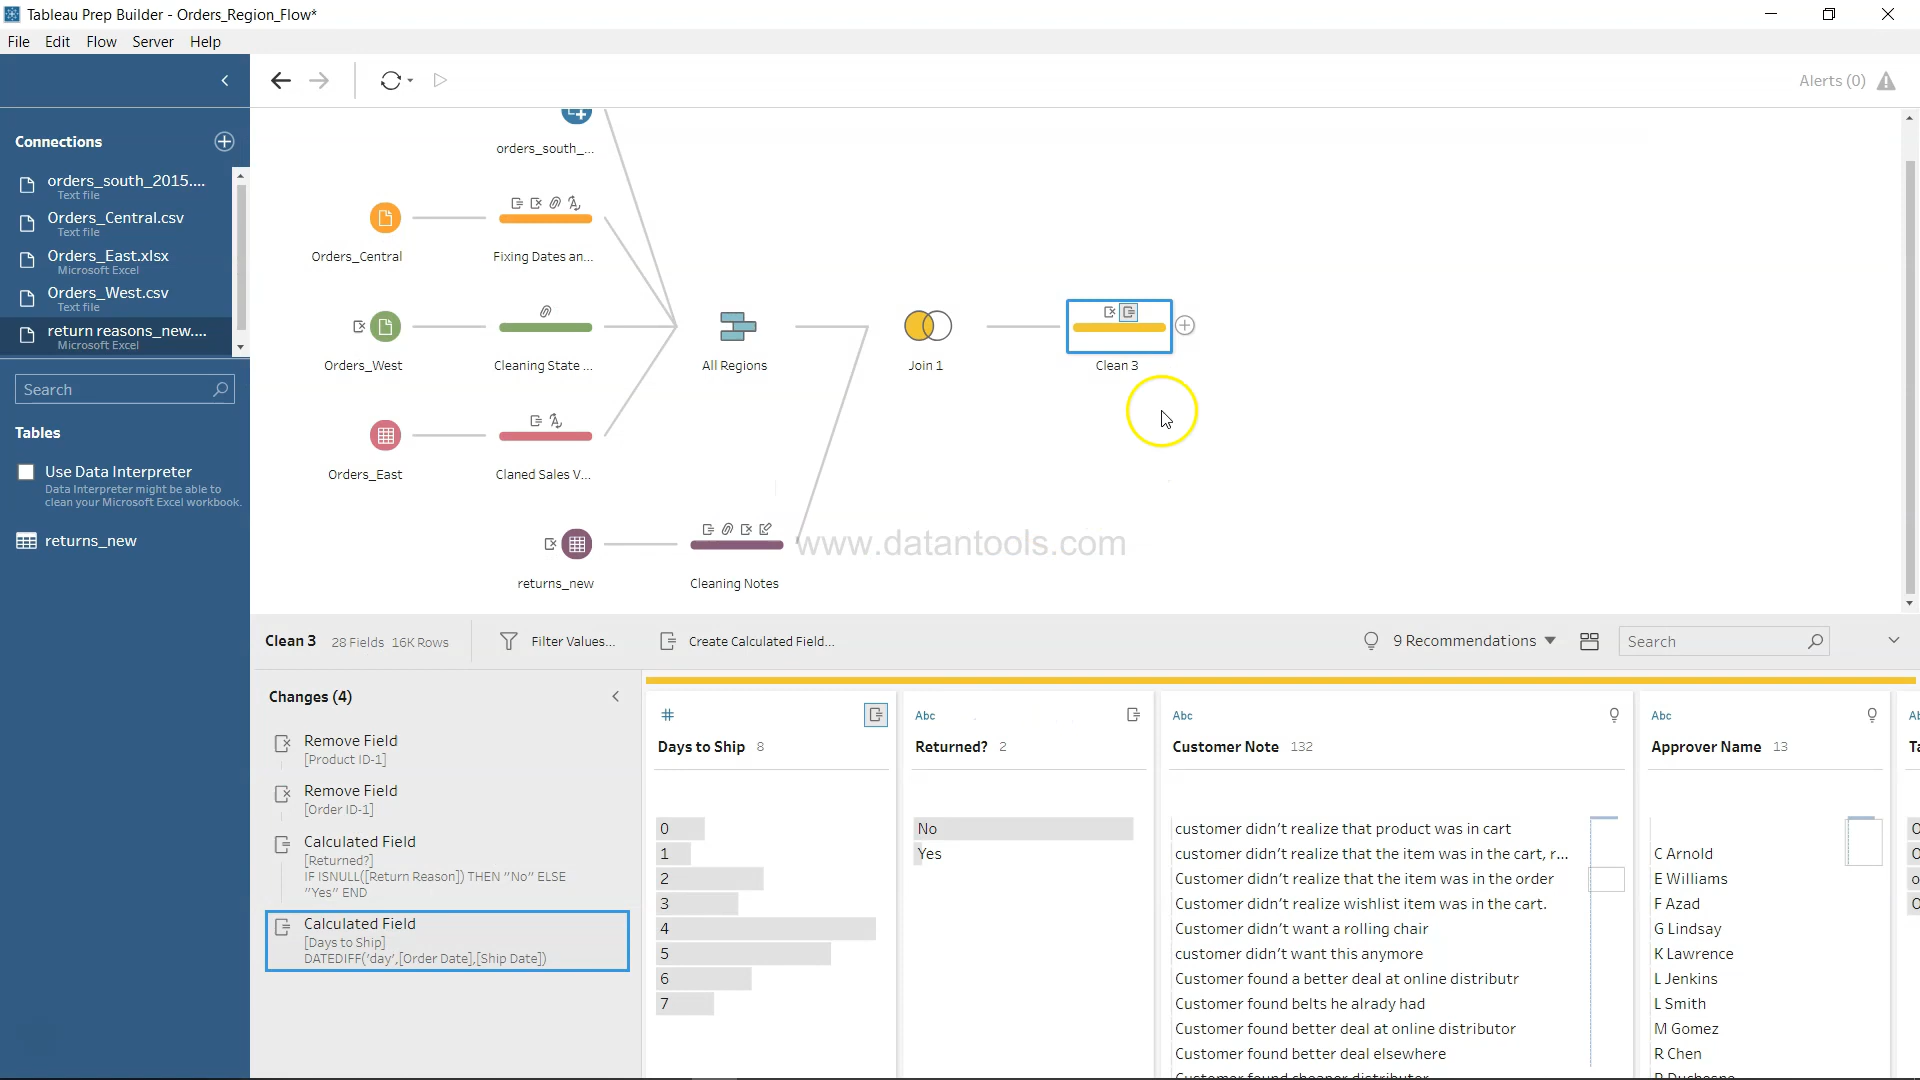 Tableau Prep Builder - Orders_Region_Flow*
File Edit Flow Server Help
Alerts (0)
Connections
orders_south_2015....
Text file
Orders_Central.csv
Text file
Orders_East.xlsx
Microsoft Excel
Orders_West.csv
Text file
return reasons_new....
Microsoft Excel
Search
Tables
Use Data Interpreter
Data Interpreter might be able to
clean your Microsoft Excel workbook.
returns_new
orders_south_...
Orders_Central
Fixing Dates an...
Orders_West
Cleaning State ...
All Regions
Join 1
Clean 3
Orders_East
Claned Sales V...
www.datantools.com
returns_new
Cleaning Notes
Clean 3 28 Fields 16K Rows
Filter Values...
Create Calculated Field...
9 Recommendations
Search
Changes (4)
Remove Field
[Product ID-1]
Remove Field
[Order ID-1]
Calculated Field
[Returned?]
IF ISNULL([Return Reason]) THEN "No" ELSE
"Yes" END
Calculated Field
[Days to Ship]
DATEDIFF('day',[Order Date],[Ship Date])
#
Days to Ship 8
0
1
2
3
4
5
6
7
Abc
Returned? 2
No
Yes
Abc
Customer Note 132
customer didn't realize that product was in cart
customer didn't realize that the item was in the cart, r...
Customer didn't realize that the item was in the order
Customer didn't realize wishlist item was in the cart.
Customer didn't want a rolling chair
customer didn't want this anymore
Customer found a better deal at online distributr
Customer found belts he alrady had
Customer found better deal at online distributor
Customer found better deal elsewhere
Abc
Approver Name 13
C Arnold
E Williams
F Azad
G Lindsay
K Lawrence
L Jenkins
L Smith
M Gomez
R Chen